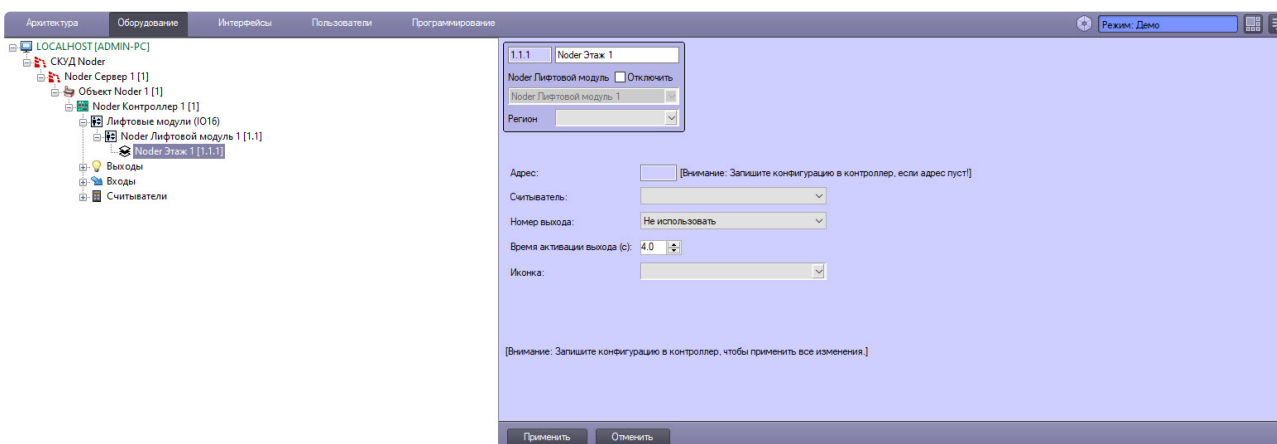 Архитектура Оборудование Интерфейсы Пользователи Программирование Режим: Демо
LOCALHOST [ADMIN-PC]
СКУД Noder
Noder Сервер 1 [1]
Объект Noder 1 [1]
Noder Контроллер 1 [1]
Лифтовые модули (IO16)
Noder Лифтовой модуль 1 [1.1]
Noder Этаж 1 [1.1.1]
Выходы
Входы
Считыватели
1.1.1 Noder Этаж 1
Noder Лифтовой модуль Отключить
Noder Лифтовой модуль 1
Регион
Адрес: [Внимание: Запишите конфигурацию в контроллер, если адрес пуст!]
Считыватель:
Номер выхода: Не использовать
Время активации выхода (с): 4.0
Иконка:
[Внимание: Запишите конфигурацию в контроллер, чтобы применить все изменения.]
Применить Отменить